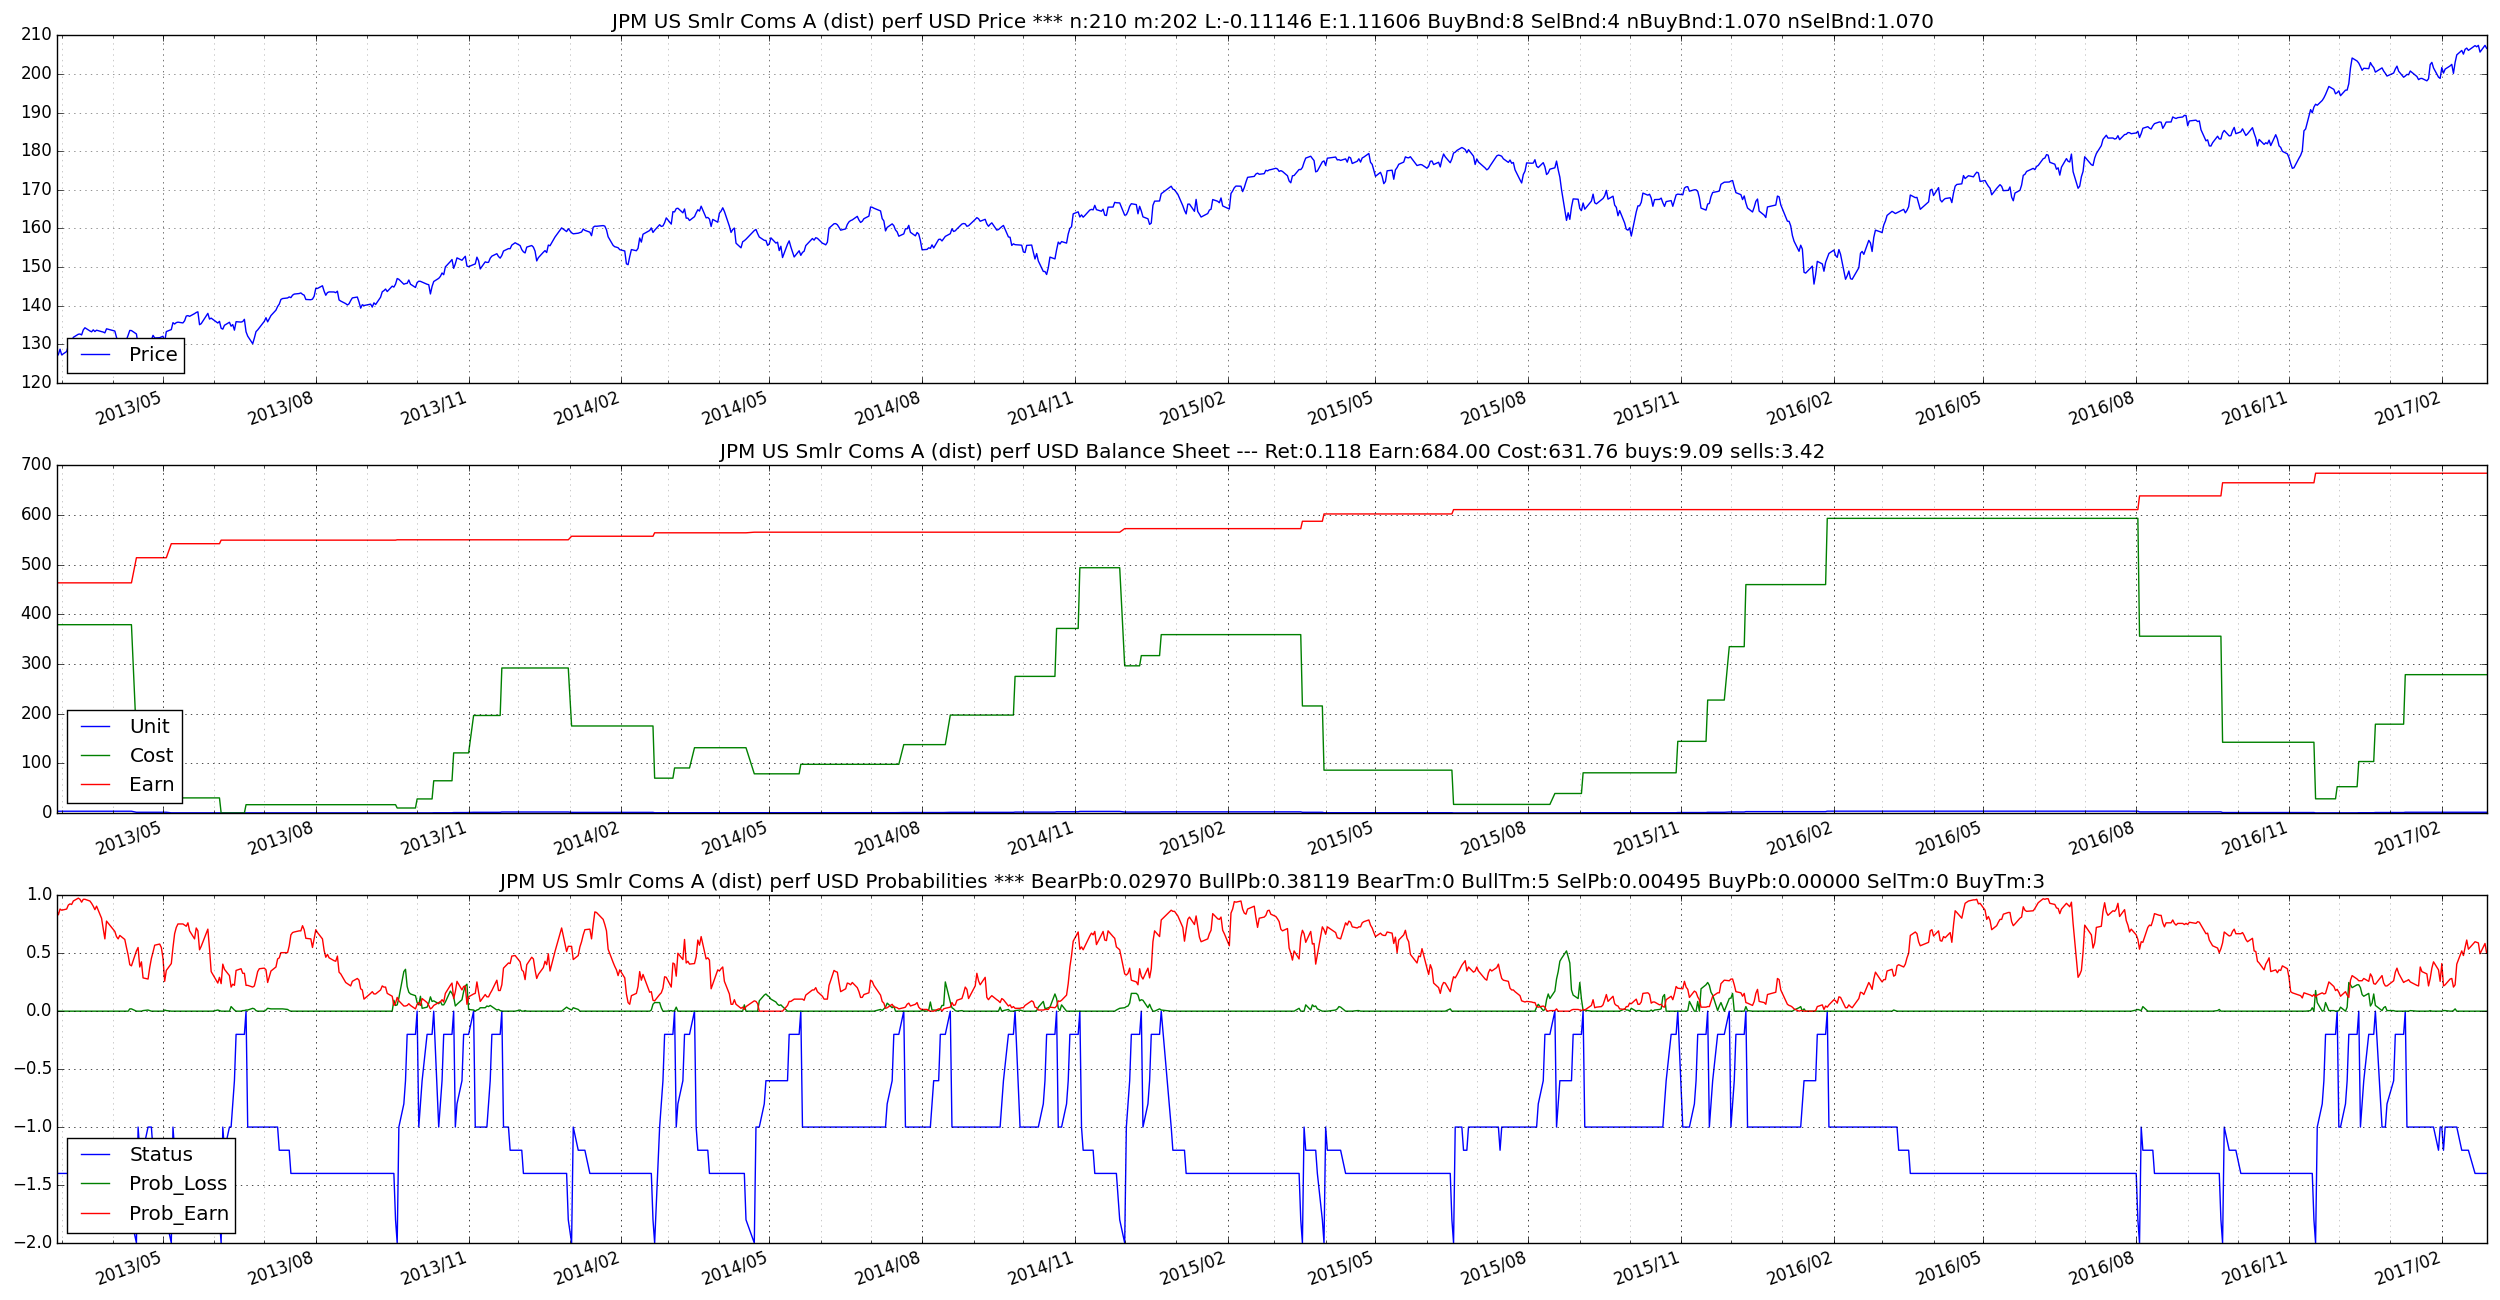 JPM US Smlr Coms A (dist) perf USD Price *** n:210 m:202 L:-0.11146 E:1.11606 BuyBnd:8 SelBnd:4 nBuyBnd:1.070 nSelBnd:1.070
210
200
190
180
170
160
150
140
130
120
Price
2013/05 2013/08 2013/11 2014/02 2014/05 2014/08 2014/11 2015/02 2015/05 2015/08 2015/11 2016/02 2016/05 2016/08 2016/11 2017/02
JPM US Smlr Coms A (dist) perf USD Balance Sheet --- Ret:0.118 Earn:684.00 Cost:631.76 buys:9.09 sells:3.42
700
600
500
400
300
200
100
0
Unit
Cost
Earn
2013/05 2013/08 2013/11 2014/02 2014/05 2014/08 2014/11 2015/02 2015/05 2015/08 2015/11 2016/02 2016/05 2016/08 2016/11 2017/02
JPM US Smlr Coms A (dist) perf USD Probabilities *** BearPb:0.02970 BullPb:0.38119 BearTm:0 BullTm:5 SelPb:0.00495 BuyPb:0.00000 SelTm:0 BuyTm:3
1.0
0.5
0.0
−0.5
−1.0
−1.5
−2.0
Status
Prob_Loss
Prob_Earn
2013/05 2013/08 2013/11 2014/02 2014/05 2014/08 2014/11 2015/02 2015/05 2015/08 2015/11 2016/02 2016/05 2016/08 2016/11 2017/02